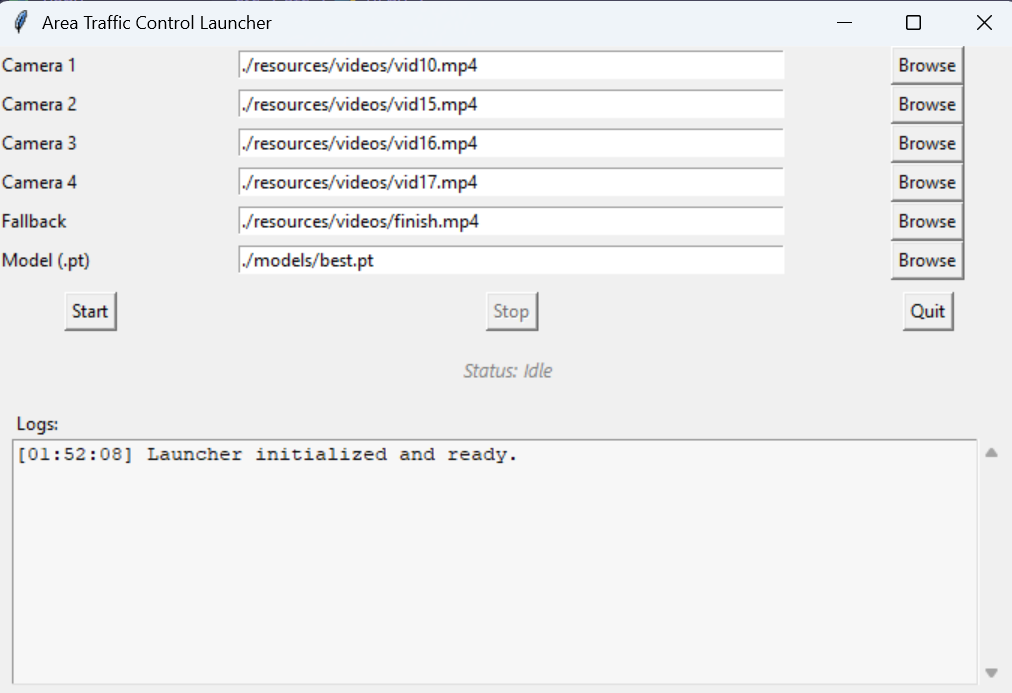 Area Traffic Control Launcher
Camera 1 ./resources/videos/vid10.mp4 Browse
Camera 2 ./resources/videos/vid15.mp4 Browse
Camera 3 ./resources/videos/vid16.mp4 Browse
Camera 4 ./resources/videos/vid17.mp4 Browse
Fallback ./resources/videos/finish.mp4 Browse
Model (.pt) ./models/best.pt Browse
Start Stop Quit
Status: Idle
Logs:
[01:52:08] Launcher initialized and ready.